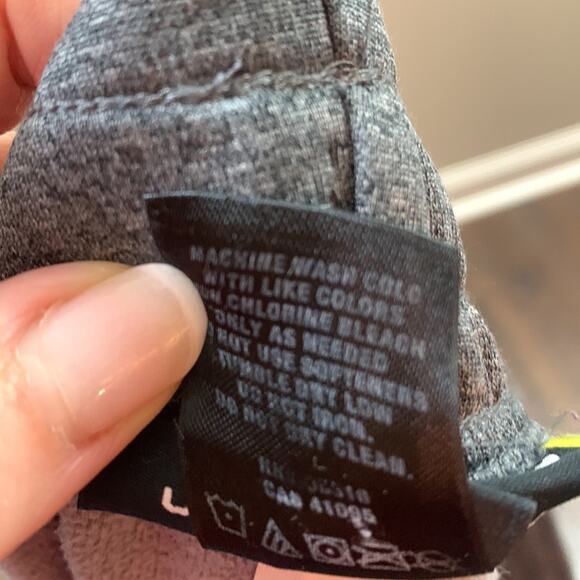 MACHINE WASH COLD
WITH LIKE COLORS.
CHLORINE BLEACH
ONLY AS NEEDED
NOT USE SOFTENERS
TUMBLE DRY LOW
DO NOT IRON.
DO NOT DRY CLEAN.
CA# 41095